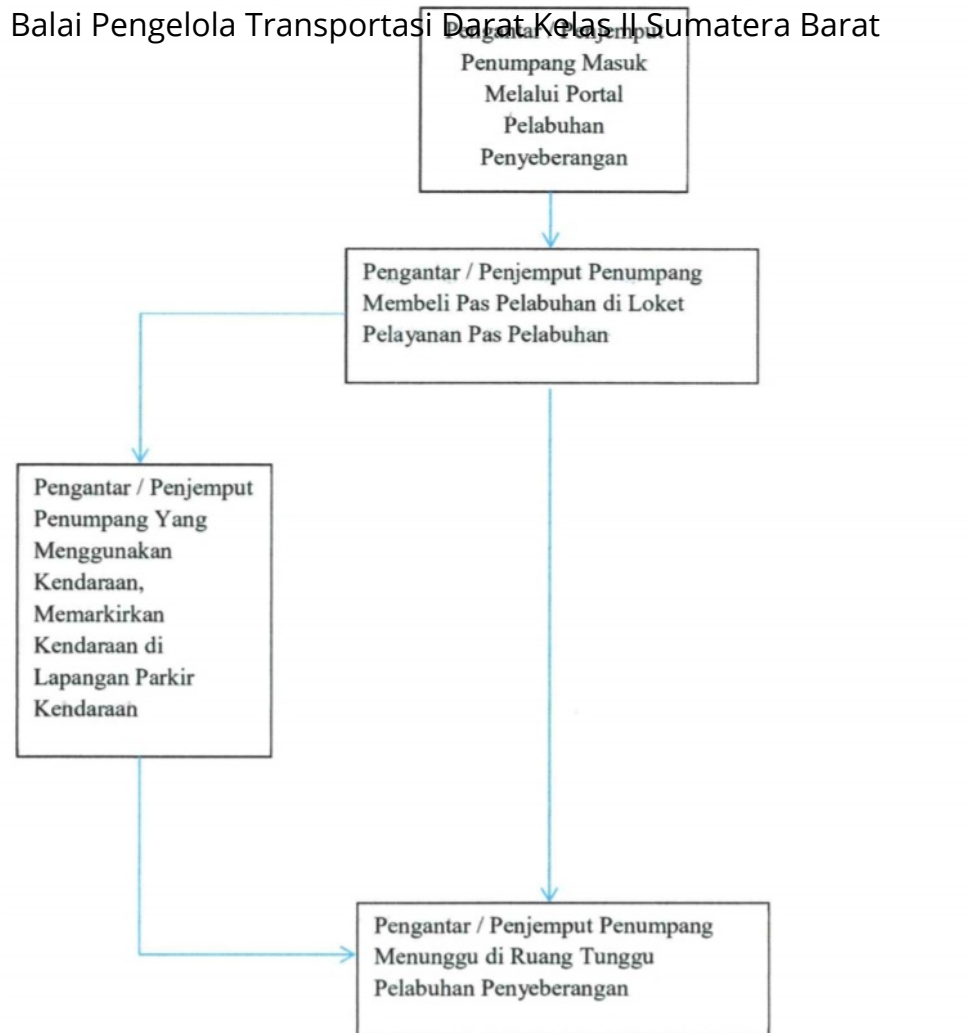 Balai Pengelola Transportasi Darat Kelas II Sumatera Barat
Pengantar / Penjemput
Penumpang Masuk
Melalui Portal
Pelabuhan
Penyeberangan
Pengantar / Penjemput Penumpang
Membeli Pas Pelabuhan di Loket
Pelayanan Pas Pelabuhan
Pengantar / Penjemput
Penumpang Yang
Menggunakan
Kendaraan,
Memarkirkan
Kendaraan di
Lapangan Parkir
Kendaraan
Pengantar / Penjemput Penumpang
Menunggu di Ruang Tunggu
Pelabuhan Penyeberangan